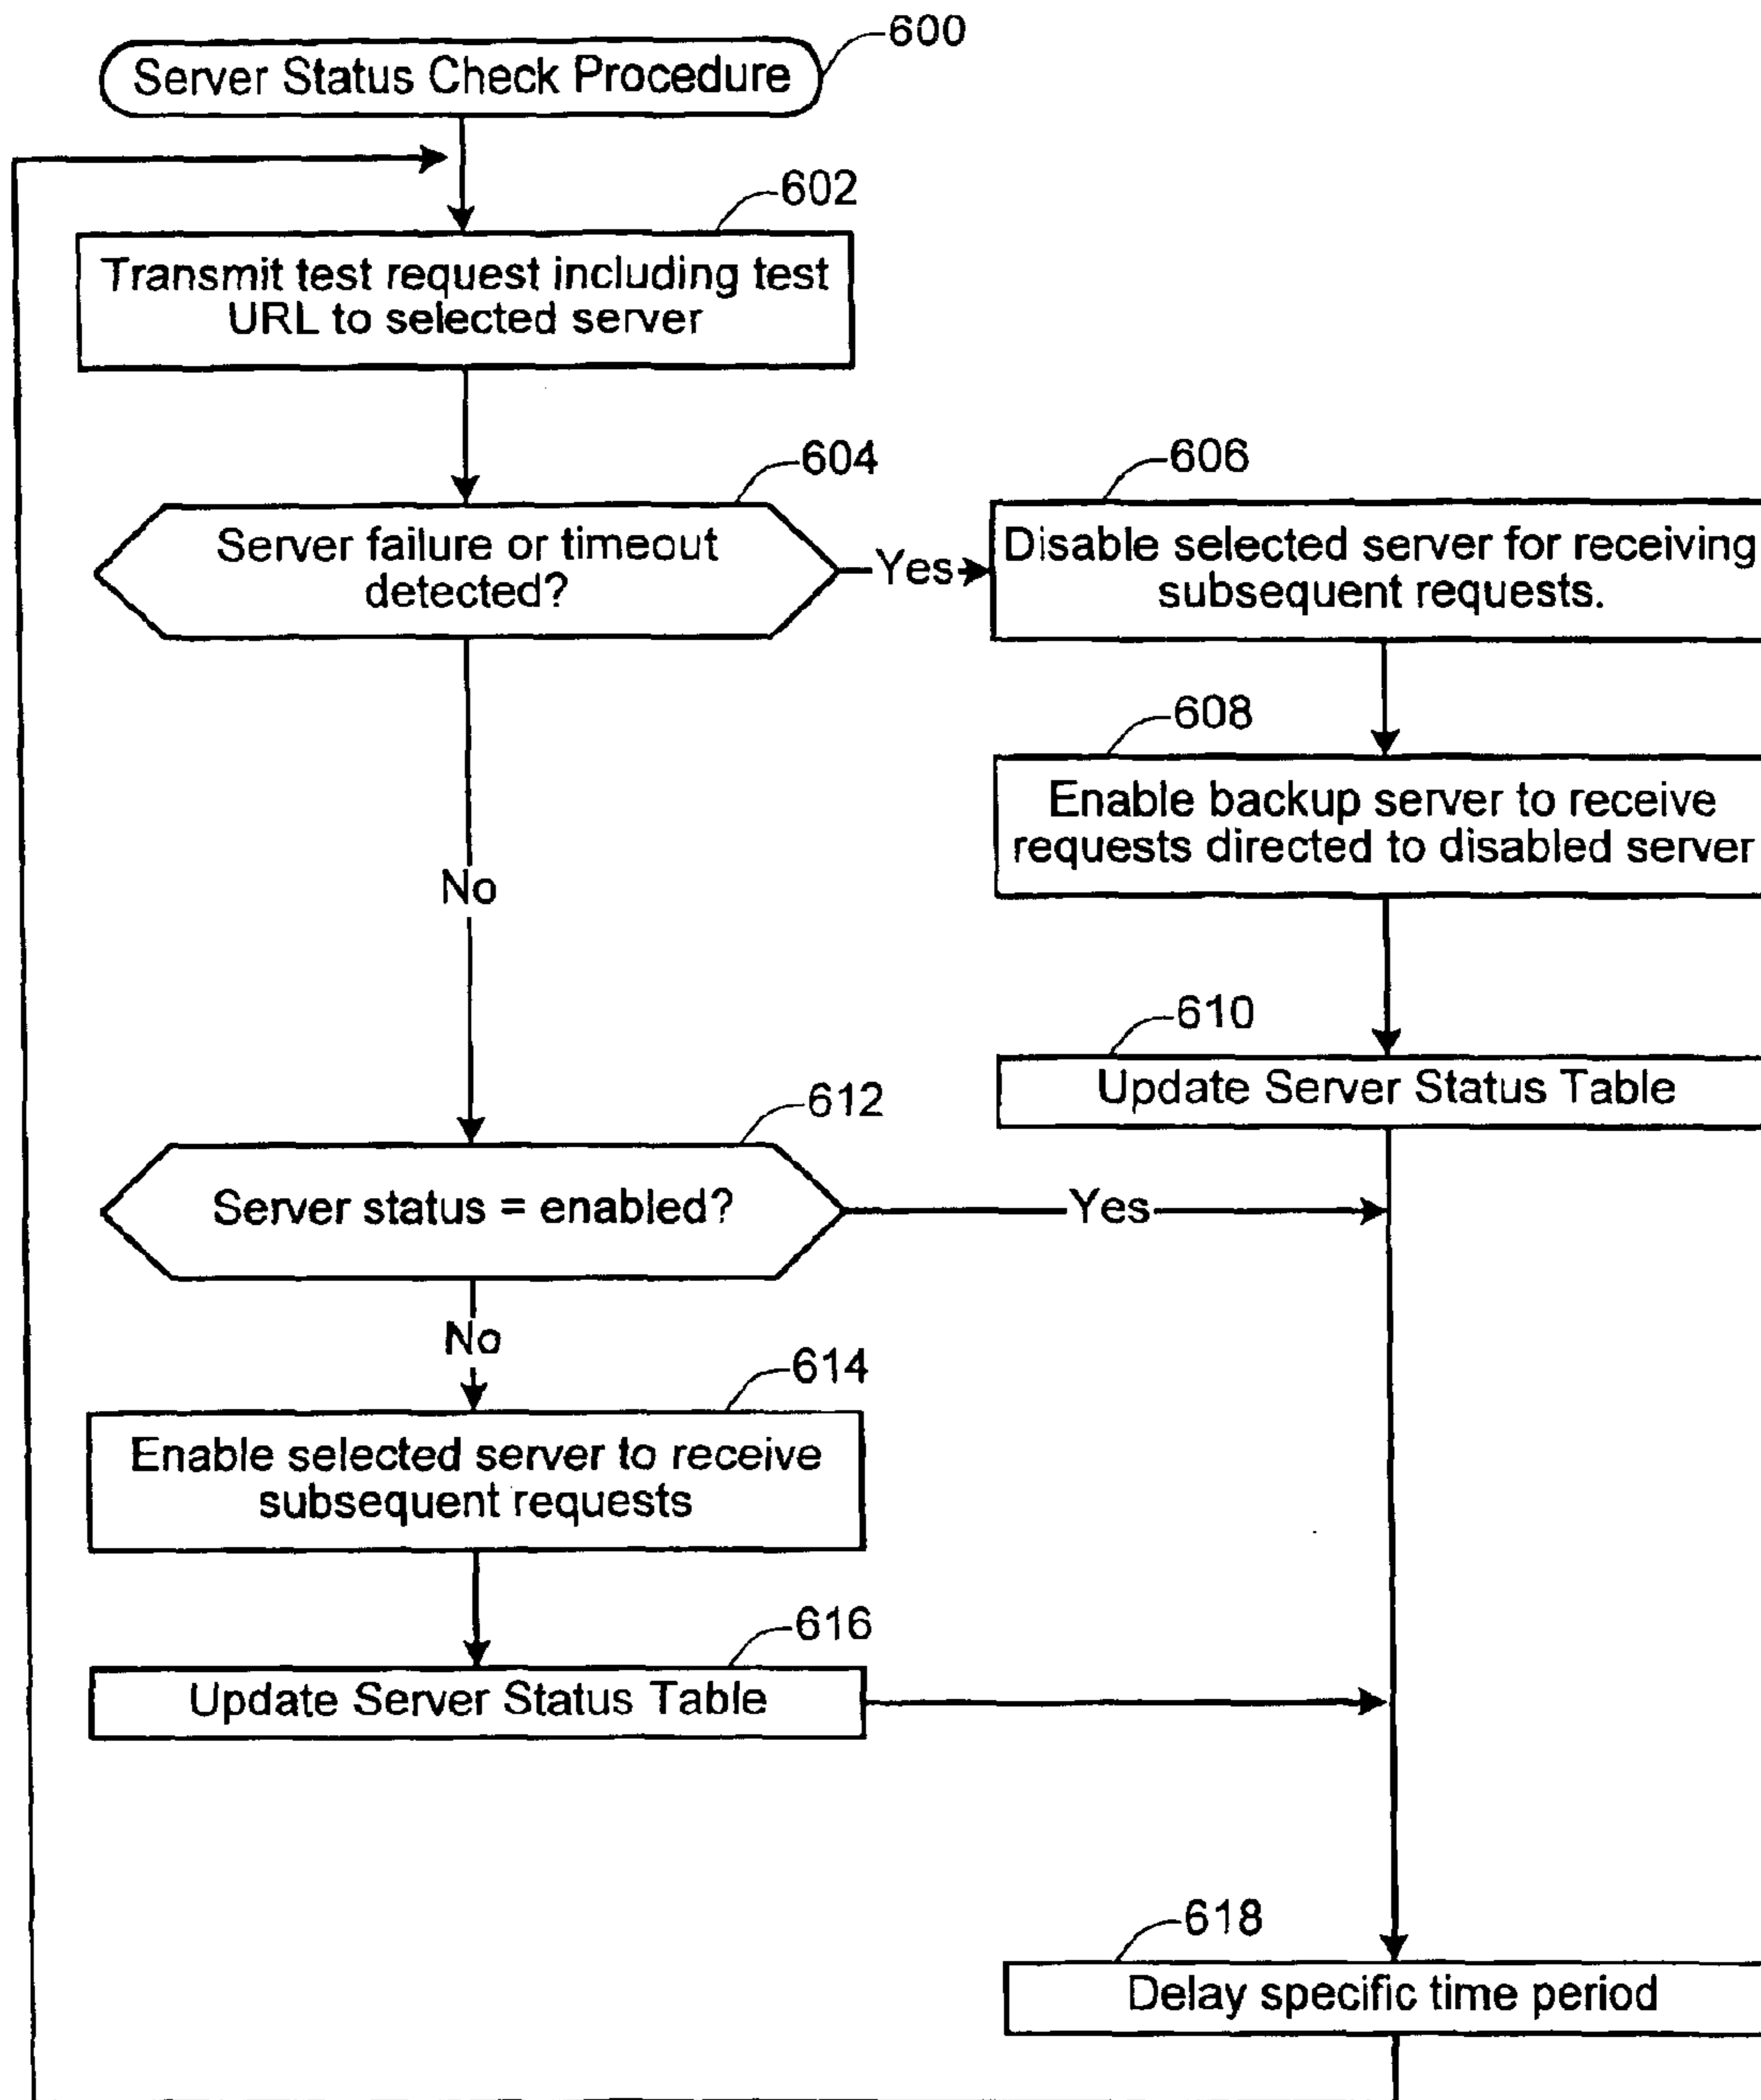 600
Server Status Check Procedure
602
Transmit test request including test
URL to selected server
604
Server failure or timeout
detected?
Yes
606
Disable selected server for receiving
subsequent requests.
608
Enable backup server to receive
requests directed to disabled server
No
610
Update Server Status Table
612
Server status = enabled?
Yes
No
614
Enable selected server to receive
subsequent requests
616
Update Server Status Table
618
Delay specific time period